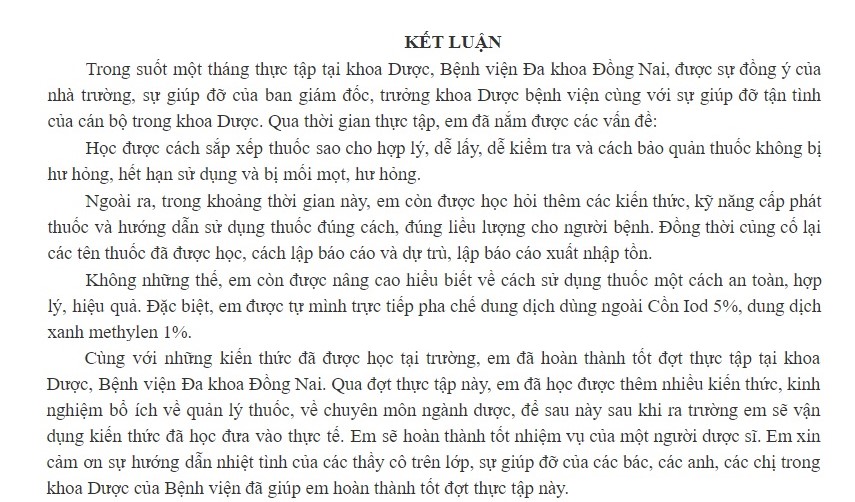 KẾT LUẬN
Trong suốt một tháng thực tập tại khoa Dược, Bệnh viện Đa khoa Đồng Nai, được sự đồng ý của
nhà trường, sự giúp đỡ của ban giám đốc, trưởng khoa Dược bệnh viện cùng với sự giúp đỡ tận tình
của cán bộ trong khoa Dược. Qua thời gian thực tập, em đã nắm được các vấn đề:
Học được cách sắp xếp thuốc sao cho hợp lý, dễ lấy, dễ kiểm tra và cách bảo quản thuốc không bị
hư hỏng, hết hạn sử dụng và bị mối mọt, hư hỏng.
Ngoài ra, trong khoảng thời gian này, em còn được học hỏi thêm các kiến thức, kỹ năng cấp phát
thuốc và hướng dẫn sử dụng thuốc đúng cách, đúng liều lượng cho người bệnh. Đồng thời củng cố lại
các tên thuốc đã được học, cách lập báo cáo và dự trù, lập báo cáo xuất nhập tồn.
Không những thế, em còn được nâng cao hiểu biết về cách sử dụng thuốc một cách an toàn, hợp
lý, hiệu quả. Đặc biệt, em được tự mình trực tiếp pha chế dung dịch dùng ngoài Cồn Iod 5%, dung dịch
xanh methylen 1%.
Cùng với những kiến thức đã được học tại trường, em đã hoàn thành tốt đợt thực tập tại khoa
Dược, Bệnh viện Đa khoa Đồng Nai. Qua đợt thực tập này, em đã học được thêm nhiều kiến thức, kinh
nghiệm bổ ích về quản lý thuốc, về chuyên môn ngành dược, để sau này sau khi ra trường em sẽ vận
dụng kiến thức đã học đưa vào thực tế. Em sẽ hoàn thành tốt nhiệm vụ của một người dược sĩ. Em xin
cảm ơn sự hướng dẫn nhiệt tình của các thầy cô trên lớp, sự giúp đỡ của các bác, các anh, các chị trong
khoa Dược của Bệnh viện đã giúp em hoàn thành tốt đợt thực tập này.